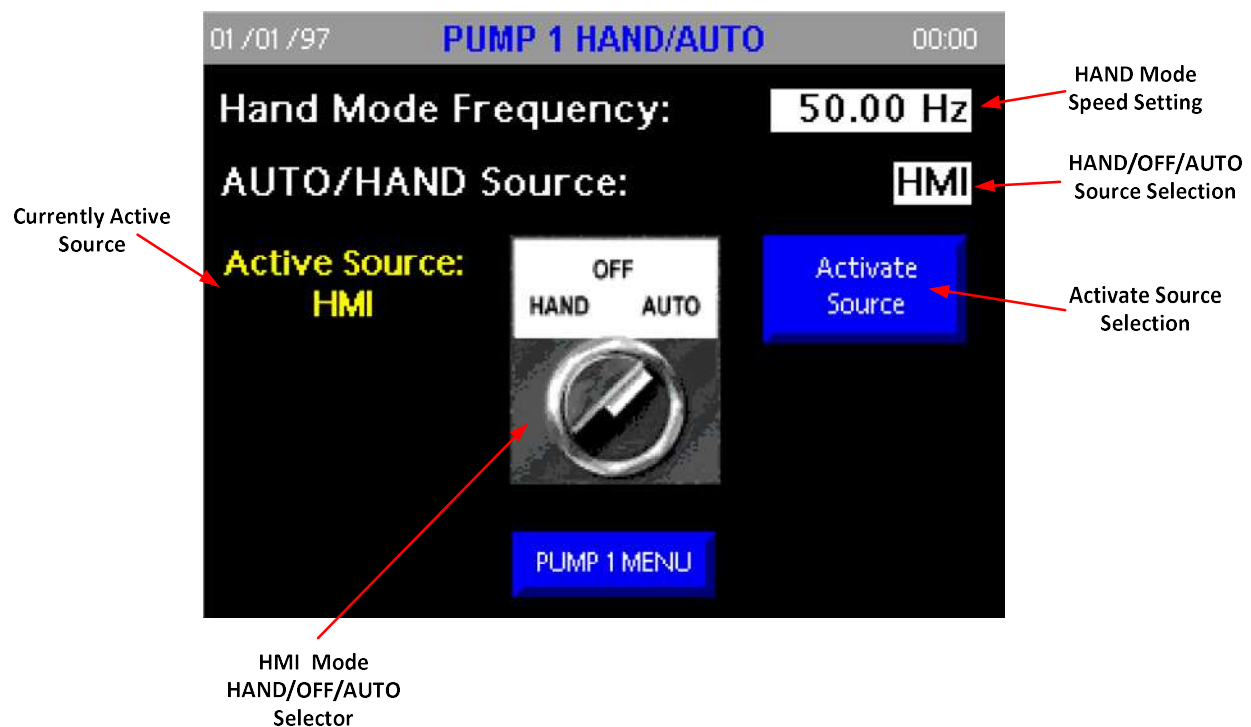 01/01/97 PUMP 1 HAND/AUTO 00:00
Hand Mode Frequency: 50.00 Hz
HAND Mode
Speed Setting
AUTO/HAND Source: HMI
HAND/OFF/AUTO
Source Selection
Currently Active
Source
Active Source:
HMI
OFF
HAND AUTO
Activate
Source
Activate Source
Selection
PUMP 1 MENU
HMI Mode
HAND/OFF/AUTO
Selector